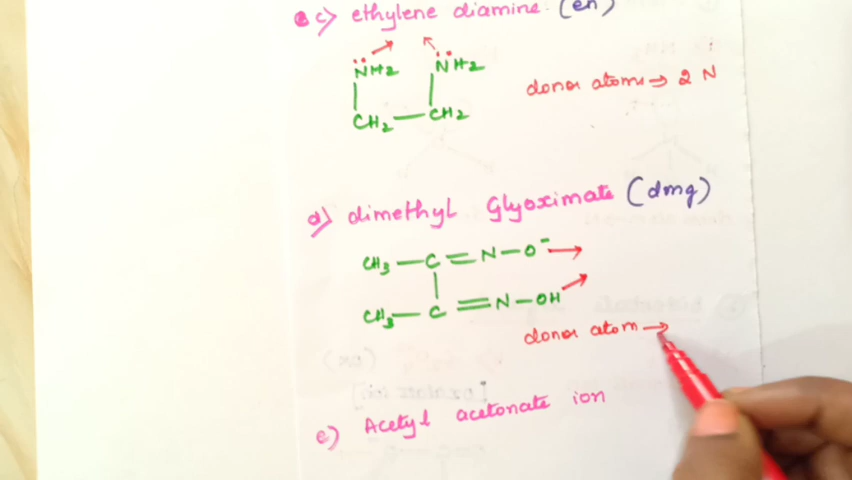 c) ethylene diamine (en)
NH2 NH2
CH2—CH2
donor atoms → 2 N
d) dimethyl Glyoximate (dmg)
CH3—C=N—O⁻→
CH3—C=N—OH
donor atom →
e) Acetyl acetonate ion